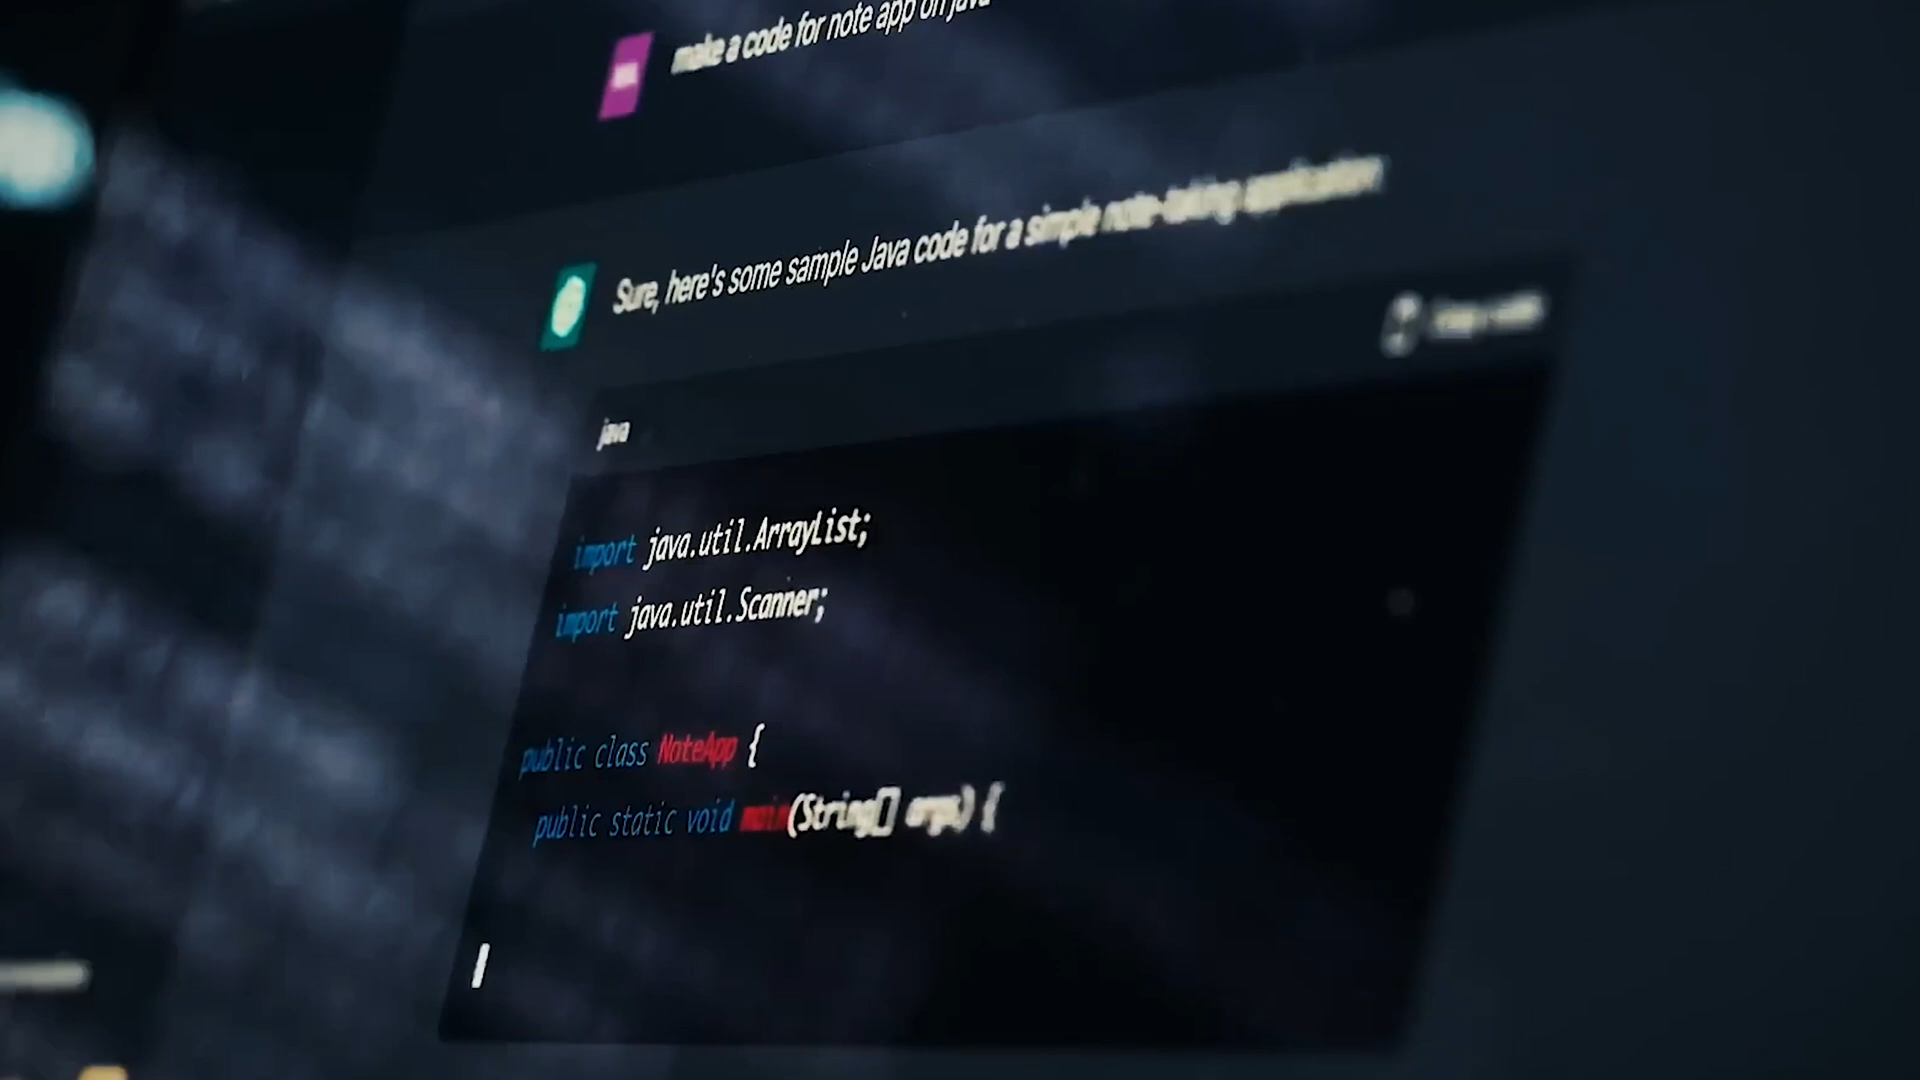 make a code for note app on java
Sure, here's some sample Java code for a simple note-taking application
java
import java.util.ArrayList;
import java.util.Scanner;
public class NoteApp {
public static void main(String[] args) {